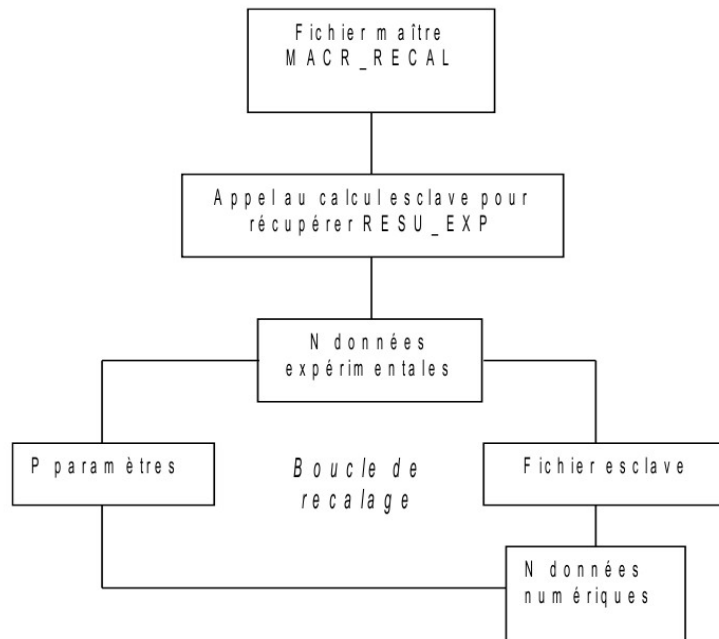 Fichier maître
MACR_RECAL
Appel au calcul esclave pour
récupérer RESU_EXP
N données
expérimentales
P paramètres
Boucle de
recalage
Fichier esclave
N données
numériques